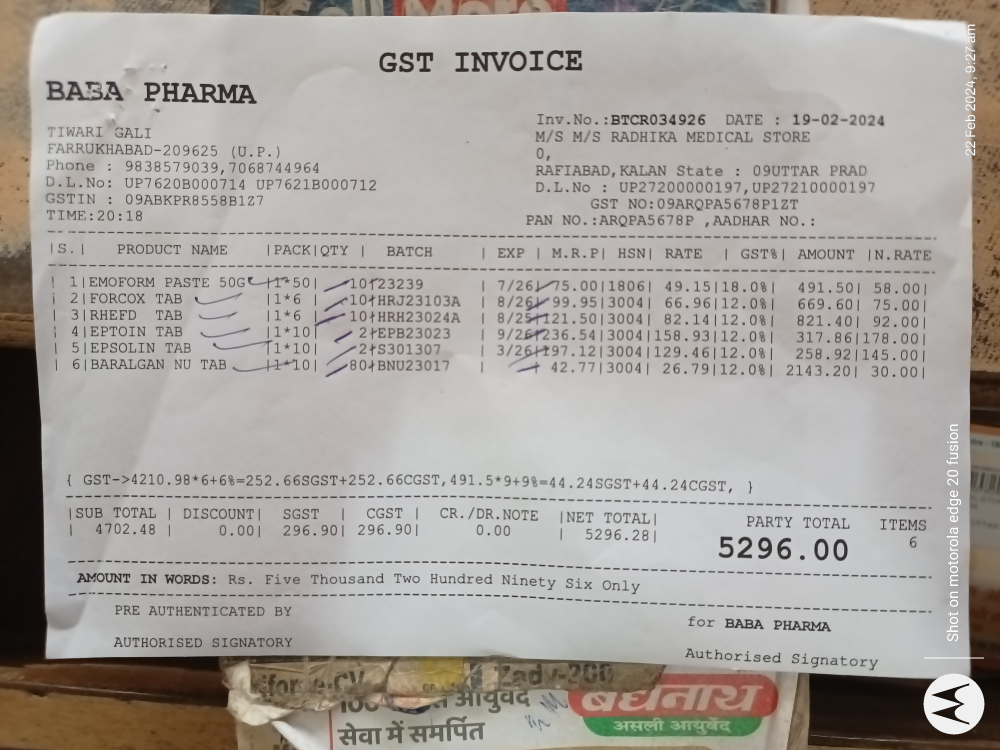 More
GST INVOICE
BABA PHARMA
TIWARI GALI
FARRUKHABAD-209625 (U.P.)
Phone : 9838579039,7068744964
D.L.No: UP7620B000714 UP7621B000712
GSTIN : 09ABKPR8558B1Z7
TIME:20:18
Inv.No.:BTCR034926 DATE : 19-02-2024
M/S M/S RADHIKA MEDICAL STORE
0,
RAFIABAD,KALAN State : 09UTTAR PRAD
D.L.No : UP27200000197,UP27210000197
GST NO:09ARQPA5678P1ZT
PAN NO.:ARQPA5678P ,AADHAR NO.:
|S.| PRODUCT NAME |PACK|QTY | BATCH | EXP | M.R.P| HSN| RATE | GST%| AMOUNT |N.RATE
| 1|EMOFORM PASTE 50G |1*50| 10|23239 | 7/26| 75.00|1806| 49.15|18.0%| 491.50| 58.00|
| 2|FORCOX TAB |1*6 | 10|HRJ23103A | 8/26| 99.95|3004| 66.96|12.0%| 669.60| 75.00|
| 3|RHEFD TAB |1*6 | 10|HRH23024A | 8/25|121.50|3004| 82.14|12.0%| 821.40| 92.00|
| 4|EPTOIN TAB |1*10| 2|EPB23023 | 9/26|236.54|3004|158.93|12.0%| 317.86|178.00|
| 5|EPSOLIN TAB |1*10| 2|S301307 | 3/26|197.12|3004|129.46|12.0%| 258.92|145.00|
| 6|BARALGAN NU TAB |1*10| 80|BNU23017 | | 42.77|3004| 26.79|12.0%| 2143.20| 30.00|
{ GST->4210.98*6+6%=252.66SGST+252.66CGST,491.5*9+9%=44.24SGST+44.24CGST, }
|SUB TOTAL | DISCOUNT| SGST | CGST | CR./DR.NOTE |NET TOTAL| PARTY TOTAL ITEMS
| 4702.48 | 0.00| 296.90| 296.90| 0.00 | 5296.28| 5296.00 6
AMOUNT IN WORDS: Rs. Five Thousand Two Hundred Ninety Six Only
PRE AUTHENTICATED BY
AUTHORISED SIGNATORY
for BABA PHARMA
Authorised Signatory
सेवा में समर्पित
बैद्यनाथ
असली आयुर्वेद
22 Feb 2024, 9:27 am
Shot on motorola edge 20 fusion